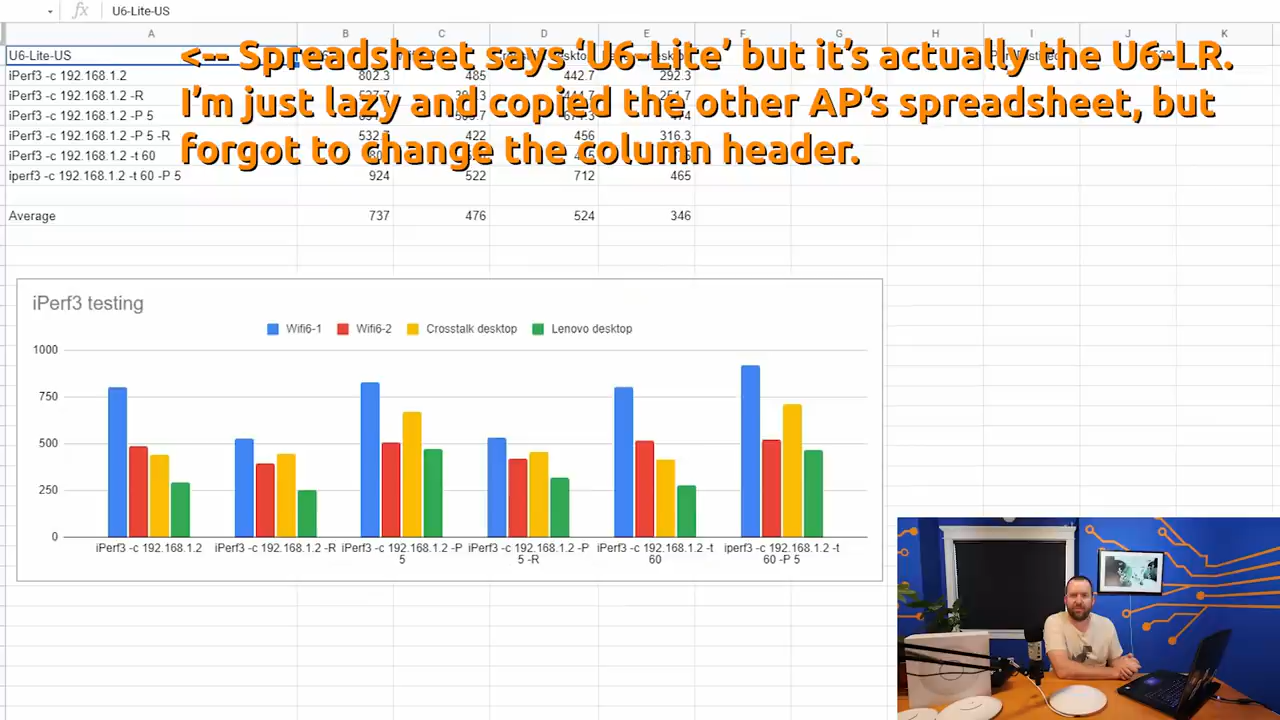 fx U6-Lite-US
A B C D E F G H I J K
U6-Lite-US
<-- Spreadsheet says ‘U6-Lite’ but it’s actually the U6-LR.
iPerf3 -c 192.168.1.2 802.3 485 442.7 292.3
iPerf3 -c 192.168.1.2 -R
I’m just lazy and copied the other AP’s spreadsheet, but
iPerf3 -c 192.168.1.2 -P 5
iPerf3 -c 192.168.1.2 -P 5 -R 422 456 316.3
forgot to change the column header.
iPerf3 -c 192.168.1.2 -t 60
iperf3 -c 192.168.1.2 -t 60 -P 5 924 522 712 465
Average 737 476 524 346
iPerf3 testing
Wifi6-1 Wifi6-2 Crosstalk desktop Lenovo desktop
1000
750
500
250
0
iPerf3 -c 192.168.1.2
iPerf3 -c 192.168.1.2 -R
iPerf3 -c 192.168.1.2 -P
5
iPerf3 -c 192.168.1.2 -P
5 -R
iPerf3 -c 192.168.1.2 -t
60
iperf3 -c 192.168.1.2 -t
60 -P 5